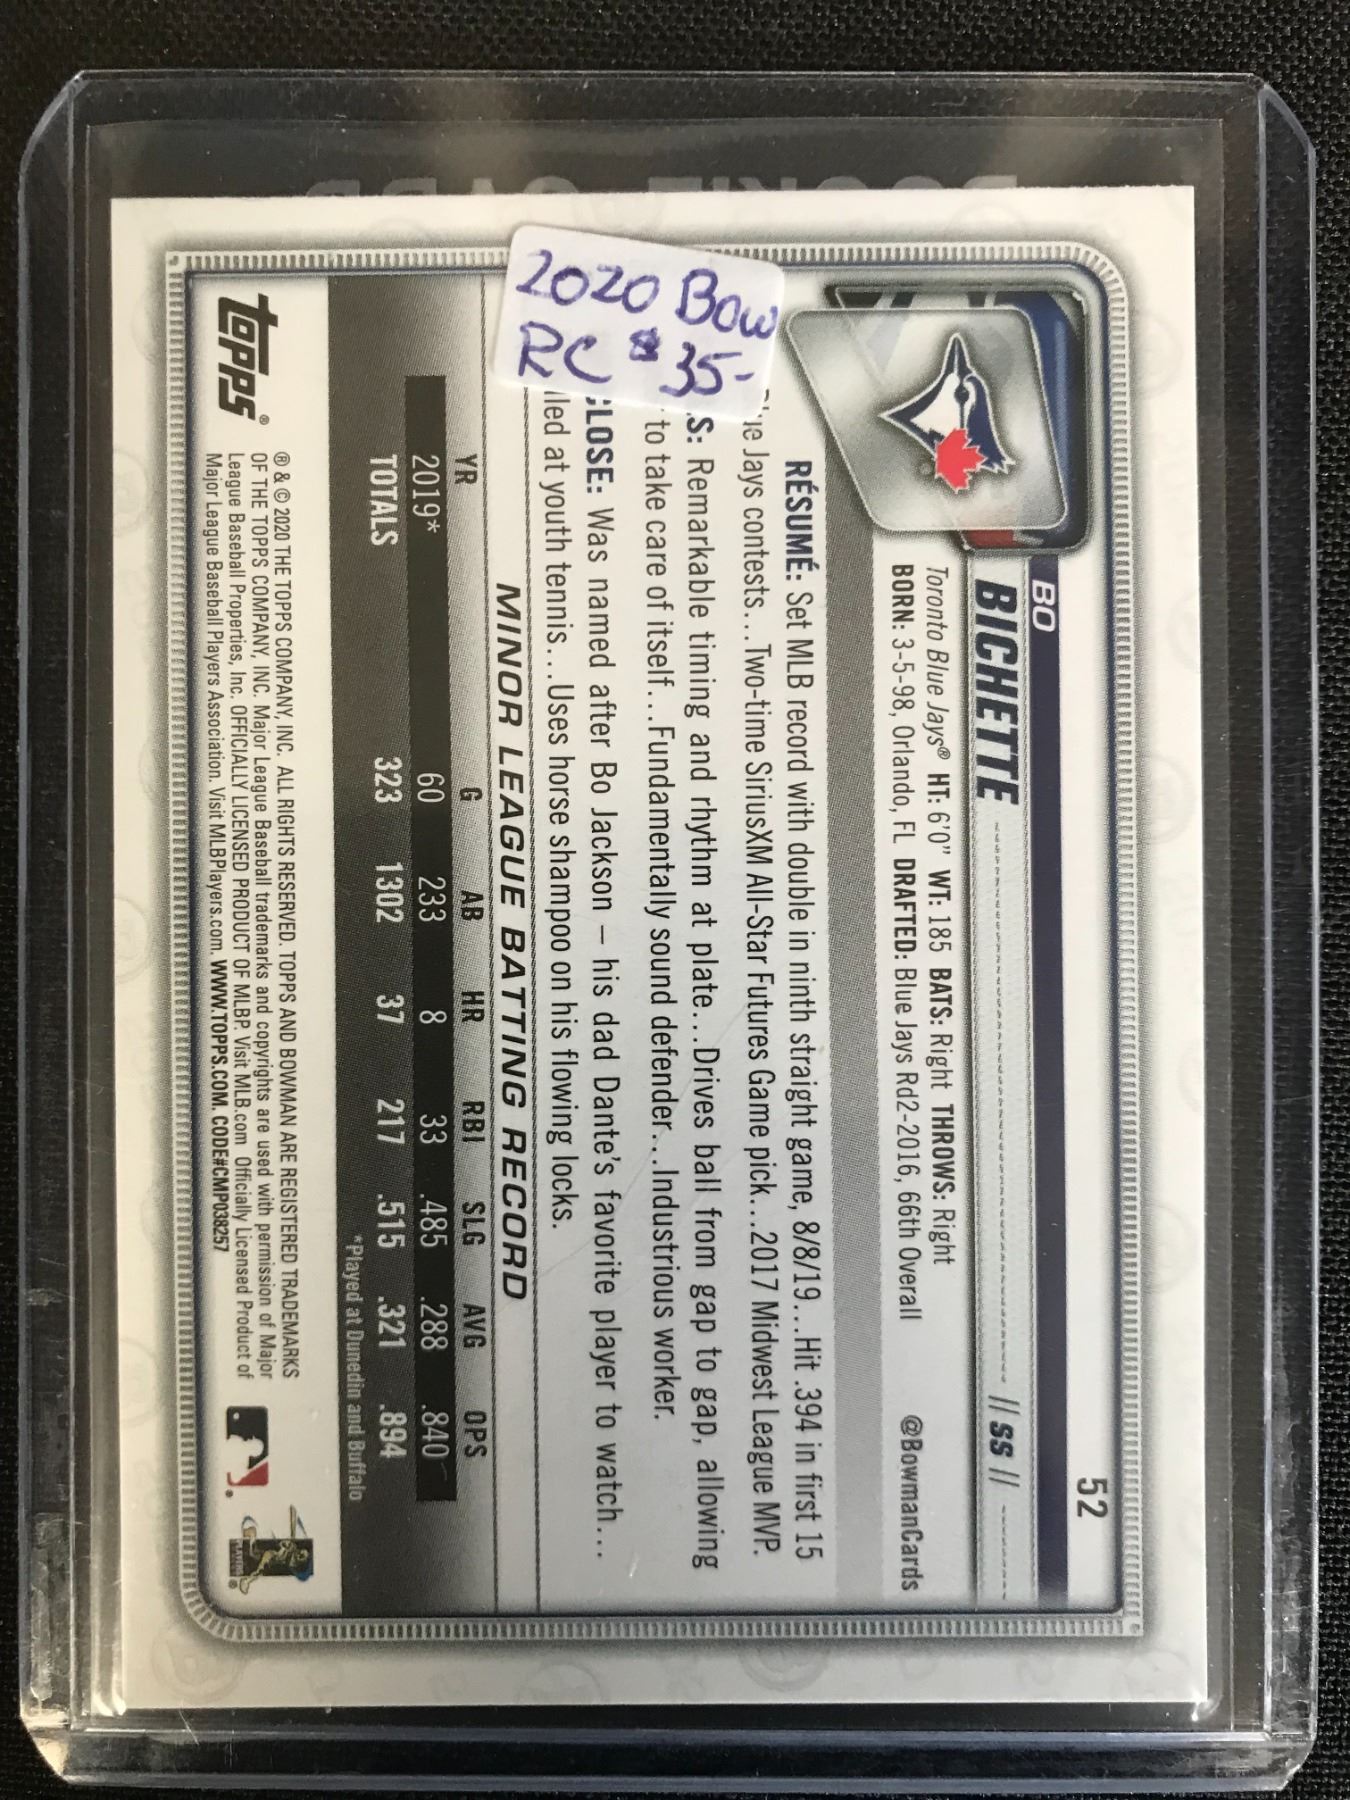 52
BO
BICHETTE || SS ||
Toronto Blue Jays® HT: 6'0" WT: 185 BATS: Right THROWS: Right
BORN: 3-5-98, Orlando, FL DRAFTED: Blue Jays Rd2-2016, 66th Overall @BowmanCards
2020 Bow
RC $35-
RÉSUMÉ: Set MLB record with double in ninth straight game, 8/8/19...Hit .394 in first 15
Jays contests...Two-time SiriusXM All-Star Futures Game pick...2017 Midwest League MVP.
S: Remarkable timing and rhythm at plate...Drives ball from gap to gap, allowing
to take care of itself...Fundamentally sound defender...Industrious worker.
CLOSE: Was named after Bo Jackson – his dad Dante's favorite player to watch...
led at youth tennis...Uses horse shampoo on his flowing locks.
MINOR LEAGUE BATTING RECORD
YR G AB HR RBI SLG AVG OPS
2019* 60 233 8 33 .485 .288 .840
TOTALS 323 1302 37 217 .515 .321 .894
*Played at Dunedin and Buffalo
topps®
® & © 2020 THE TOPPS COMPANY, INC. ALL RIGHTS RESERVED. TOPPS AND BOWMAN ARE REGISTERED TRADEMARKS
OF THE TOPPS COMPANY, INC. Major League Baseball trademarks and copyrights are used with permission of Major
League Baseball Properties, Inc. OFFICIALLY LICENSED PRODUCT OF MLBP. Visit MLB.com Officially Licensed Product of
Major League Baseball Players Association. Visit MLBPlayers.com. WWW.TOPPS.COM. CODE#CMP038257